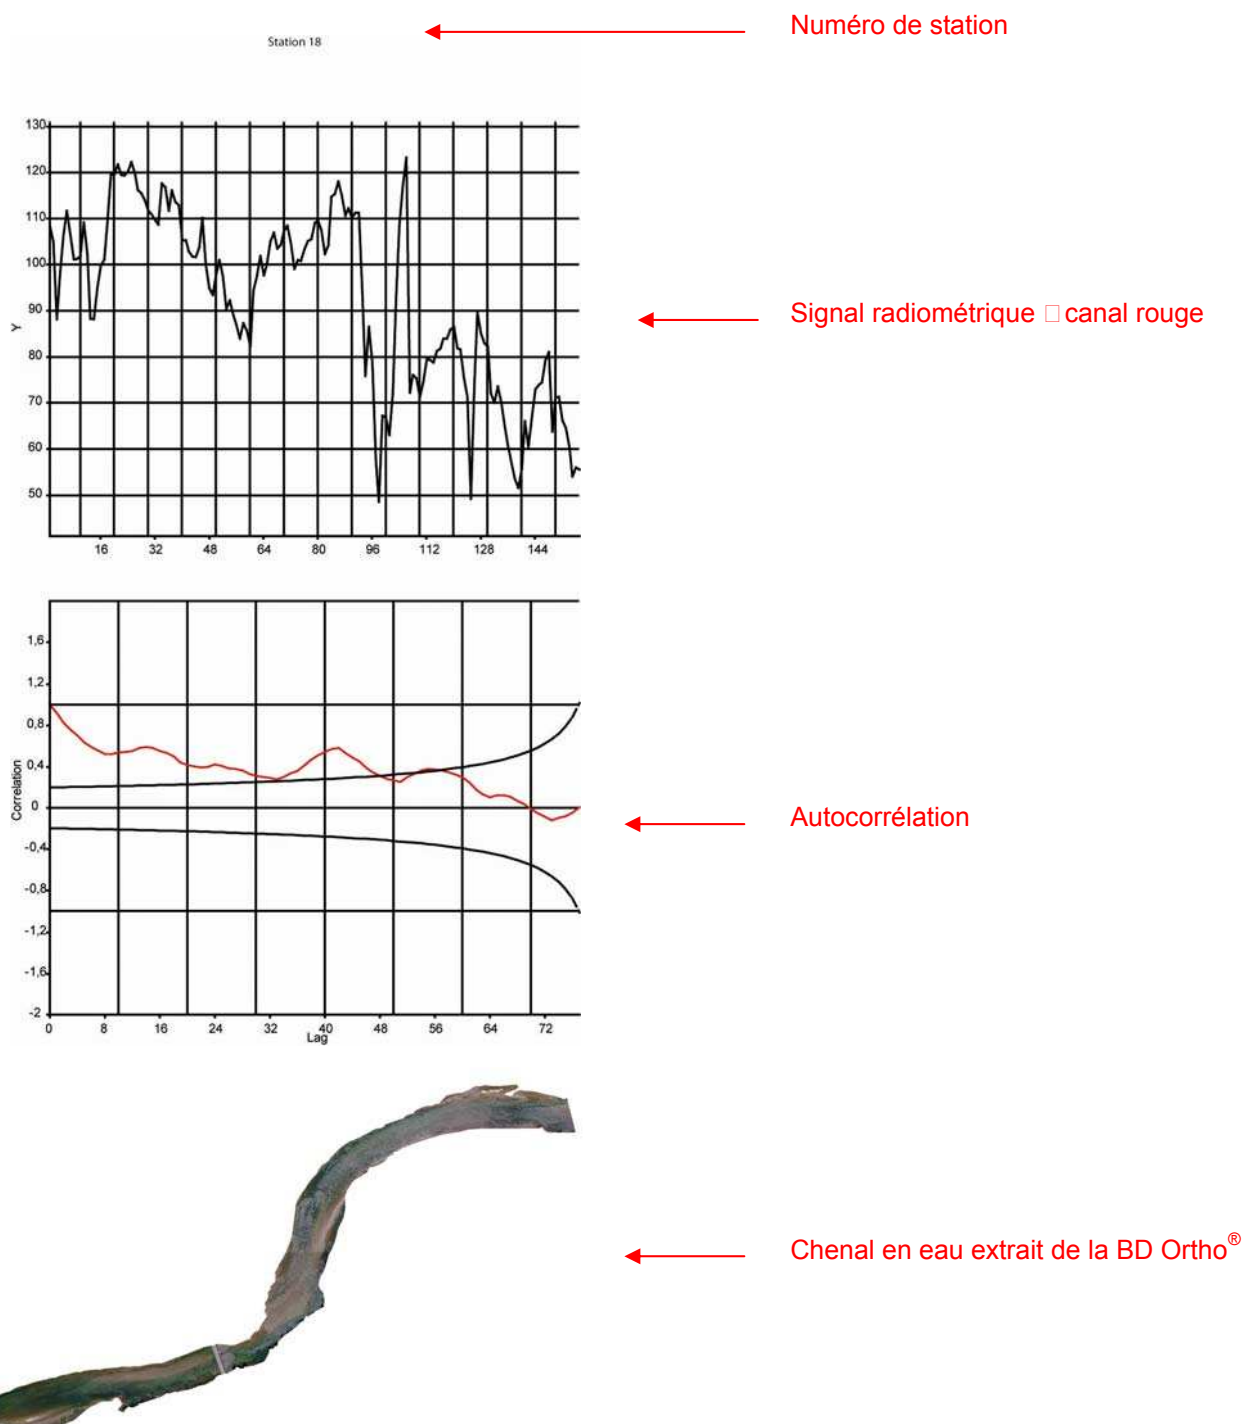 Numéro de station
Station 18
130
120
110
100
90
80
70
60
50
Y
16 32 48 64 80 96 112 128 144
Signal radiométrique □ canal rouge
1,6
1,2
0,8
0,4
0
-0,4
-0,8
-1,2
-1,6
-2
Correlation
0 8 16 24 32 40 48 56 64 72
Lag
Autocorrélation
Chenal en eau extrait de la BD Ortho®